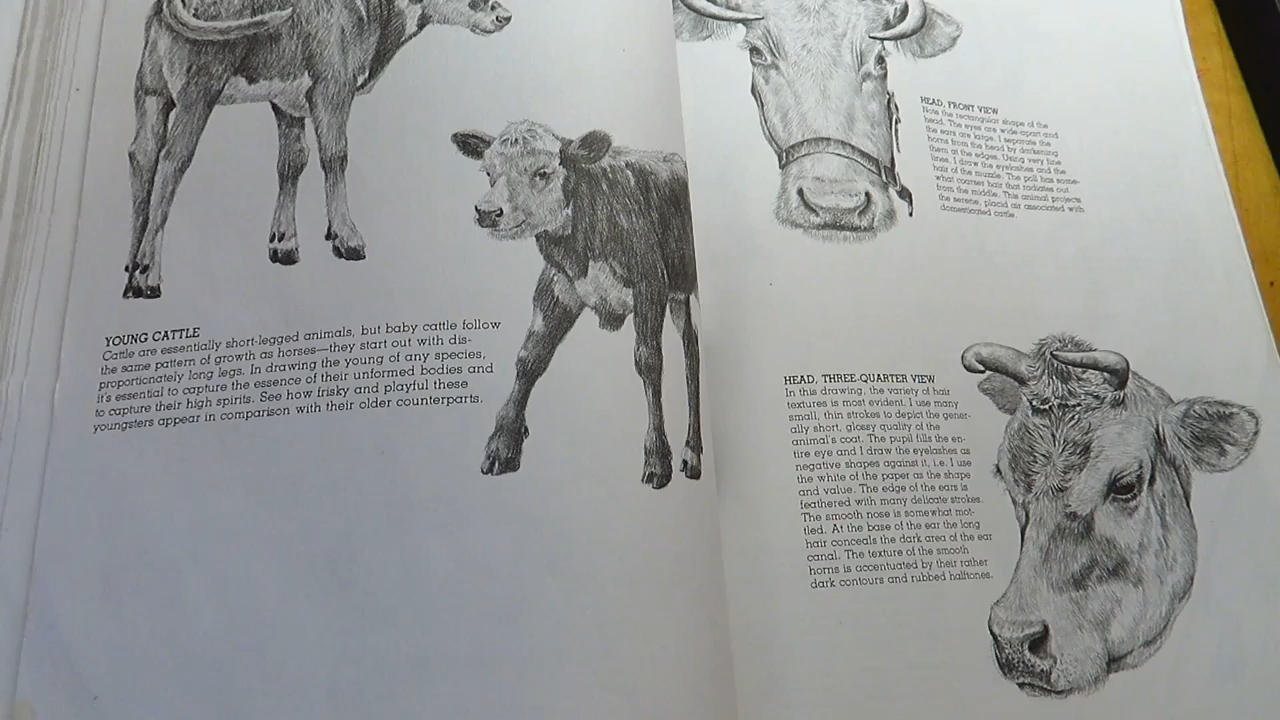 YOUNG CATTLE
Cattle are essentially short-legged animals, but baby cattle follow
the same pattern of growth as horses—they start out with dis-
proportionately long legs. In drawing the young of any species,
it's essential to capture the essence of their unformed bodies and
to capture their high spirits. See how frisky and playful these
youngsters appear in comparison with their older counterparts.
HEAD, FRONT VIEW
Note the rectangular shape of the
head. The eyes are wide-apart and
the ears are large. I separate the
horns from the head by darkening
them at the edges. Using very fine
lines, I draw the eyelashes and the
hair of the muzzle. The poll has some-
what coarser hair that radiates out
from the middle. This animal projects
the serene, placid air associated with
domesticated cattle.
HEAD, THREE-QUARTER VIEW
In this drawing, the variety of hair
textures is most evident. I use many
small, thin strokes to depict the gener-
ally short, glossy quality of the
animal's coat. The pupil fills the en-
tire eye and I draw the eyelashes as
negative shapes against it, i.e. I use
the white of the paper as the shape
and value. The edge of the ears is
feathered with many delicate strokes.
The smooth nose is somewhat mot-
tled. At the base of the ear the long
hair conceals the dark area of the ear
canal. The texture of the smooth
horns is accentuated by their rather
dark contours and rubbed halftones.